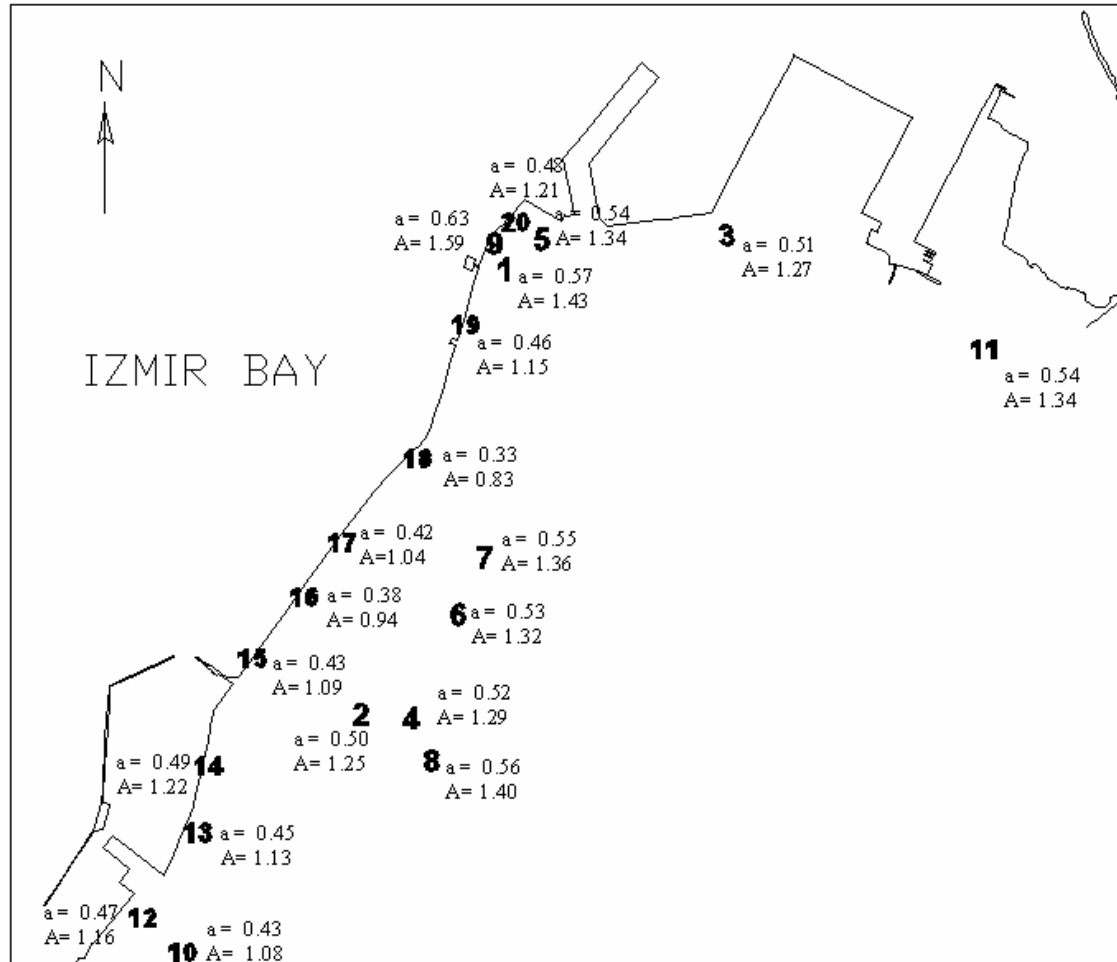 N
a = 0.48
A= 1.21
20
a = 0.63
A= 1.59
9
5
a = 0.54
A= 1.34
3
a = 0.51
A= 1.27
1
a = 0.57
A= 1.43
19
a = 0.46
A= 1.15
11
a = 0.54
A= 1.34
IZMIR BAY
18
a = 0.33
A= 0.83
17
a = 0.42
A=1.04
7
a = 0.55
A= 1.36
16
a = 0.38
A= 0.94
6
a = 0.53
A= 1.32
15
a = 0.43
A= 1.09
2
a = 0.50
A= 1.25
4
a = 0.52
A= 1.29
8
a = 0.56
A= 1.40
a = 0.49
A= 1.22
14
13
a = 0.45
A= 1.13
a = 0.47
A= 1.16
12
10
a = 0.43
A= 1.08